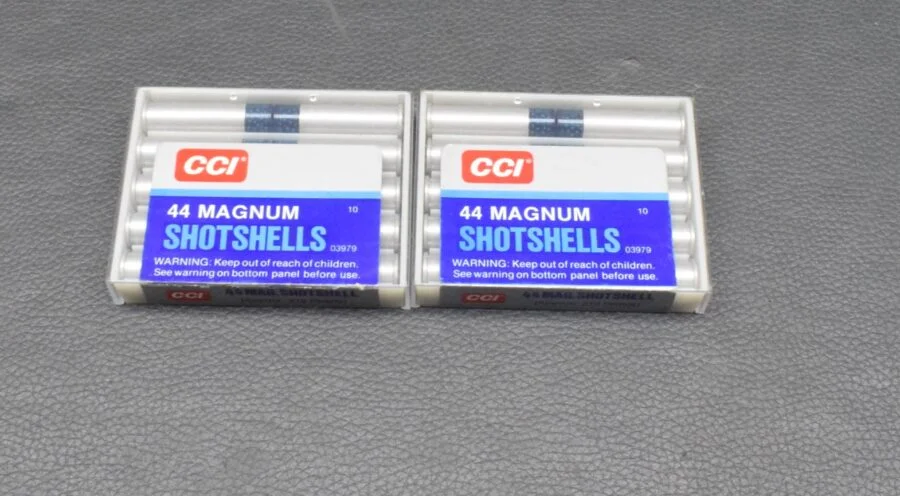 CCI
44 MAGNUM 10
SHOTSHELLS 03979
WARNING: Keep out of reach of children.
See warning on bottom panel before use.
CCI 44 MAG. SHOTSHELL
CCI
44 MAGNUM 10
SHOTSHELLS 03979
WARNING: Keep out of reach of children.
See warning on bottom panel before use.
CCI 44 MAG. SHOTSHELL